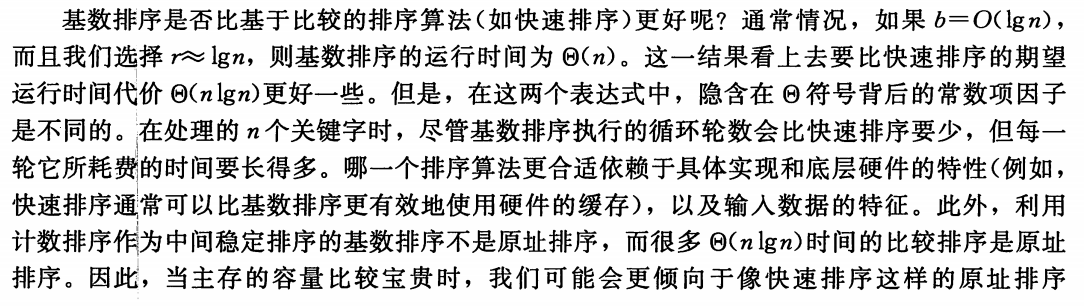 基数排序是否比基于比较的排序算法(如快速排序)更好呢?通常情况,如果 b=O(lgn),
而且我们选择 r≈lgn,则基数排序的运行时间为 Θ(n)。这一结果看上去要比快速排序的期望
运行时间代价 Θ(nlgn)更好一些。但是,在这两个表达式中,隐含在 Θ 符号背后的常数项因子
是不同的。在处理的 n 个关键字时,尽管基数排序执行的循环轮数会比快速排序要少,但每一
轮它所耗费的时间要长得多。哪一个排序算法更合适依赖于具体实现和底层硬件的特性(例如,
快速排序通常可以比基数排序更有效地使用硬件的缓存),以及输入数据的特征。此外,利用
计数排序作为中间稳定排序的基数排序不是原址排序,而很多 Θ(nlgn)时间的比较排序是原址
排序。因此,当主存的容量比较宝贵时,我们可能会更倾向于像快速排序这样的原址排序